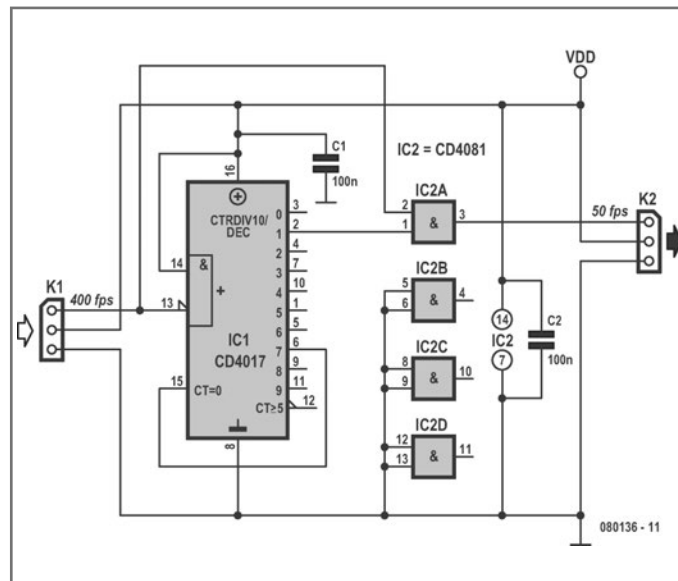 VDD
C1
100n
IC2 = CD4081
16
CTRDIV10/
DEC
0 3
1 2
2 4
3 7
4 10
5 1
6 5
7 6
8 9
9 11
CT≥5 12
14
&
+
13
15
CT=0
IC1
CD4017
8
K1
400 fps
IC2A
2
1
&
3
50 fps
K2
IC2B
5
6
&
4
IC2C
8
9
&
10
IC2D
12
13
&
11
14
IC2
7
C2
100n
080136 - 11